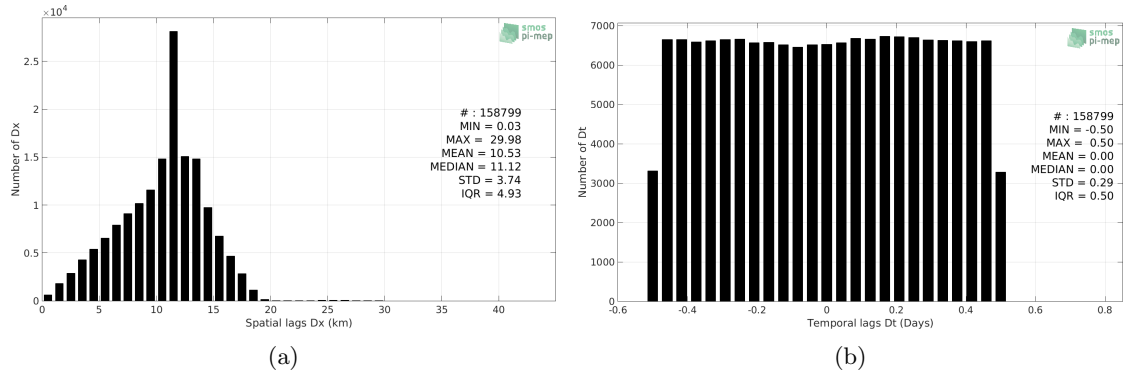 ×10⁴
2.5
2
1.5
1
0.5
0
0 5 10 15 20 25 30 35 40
Number of Dx
Spatial lags Dx (km)
smos
pi-mep
# : 158799
MIN = 0.03
MAX = 29.98
MEAN = 10.53
MEDIAN = 11.12
STD = 3.74
IQR = 4.93
(a)
7000
6000
5000
4000
3000
2000
1000
0
-0.6 -0.4 -0.2 0 0.2 0.4 0.6 0.8
Number of Dt
Temporal lags Dt (Days)
smos
pi-mep
# : 158799
MIN = -0.50
MAX = 0.50
MEAN = 0.00
MEDIAN = 0.00
STD = 0.29
IQR = 0.50
(b)